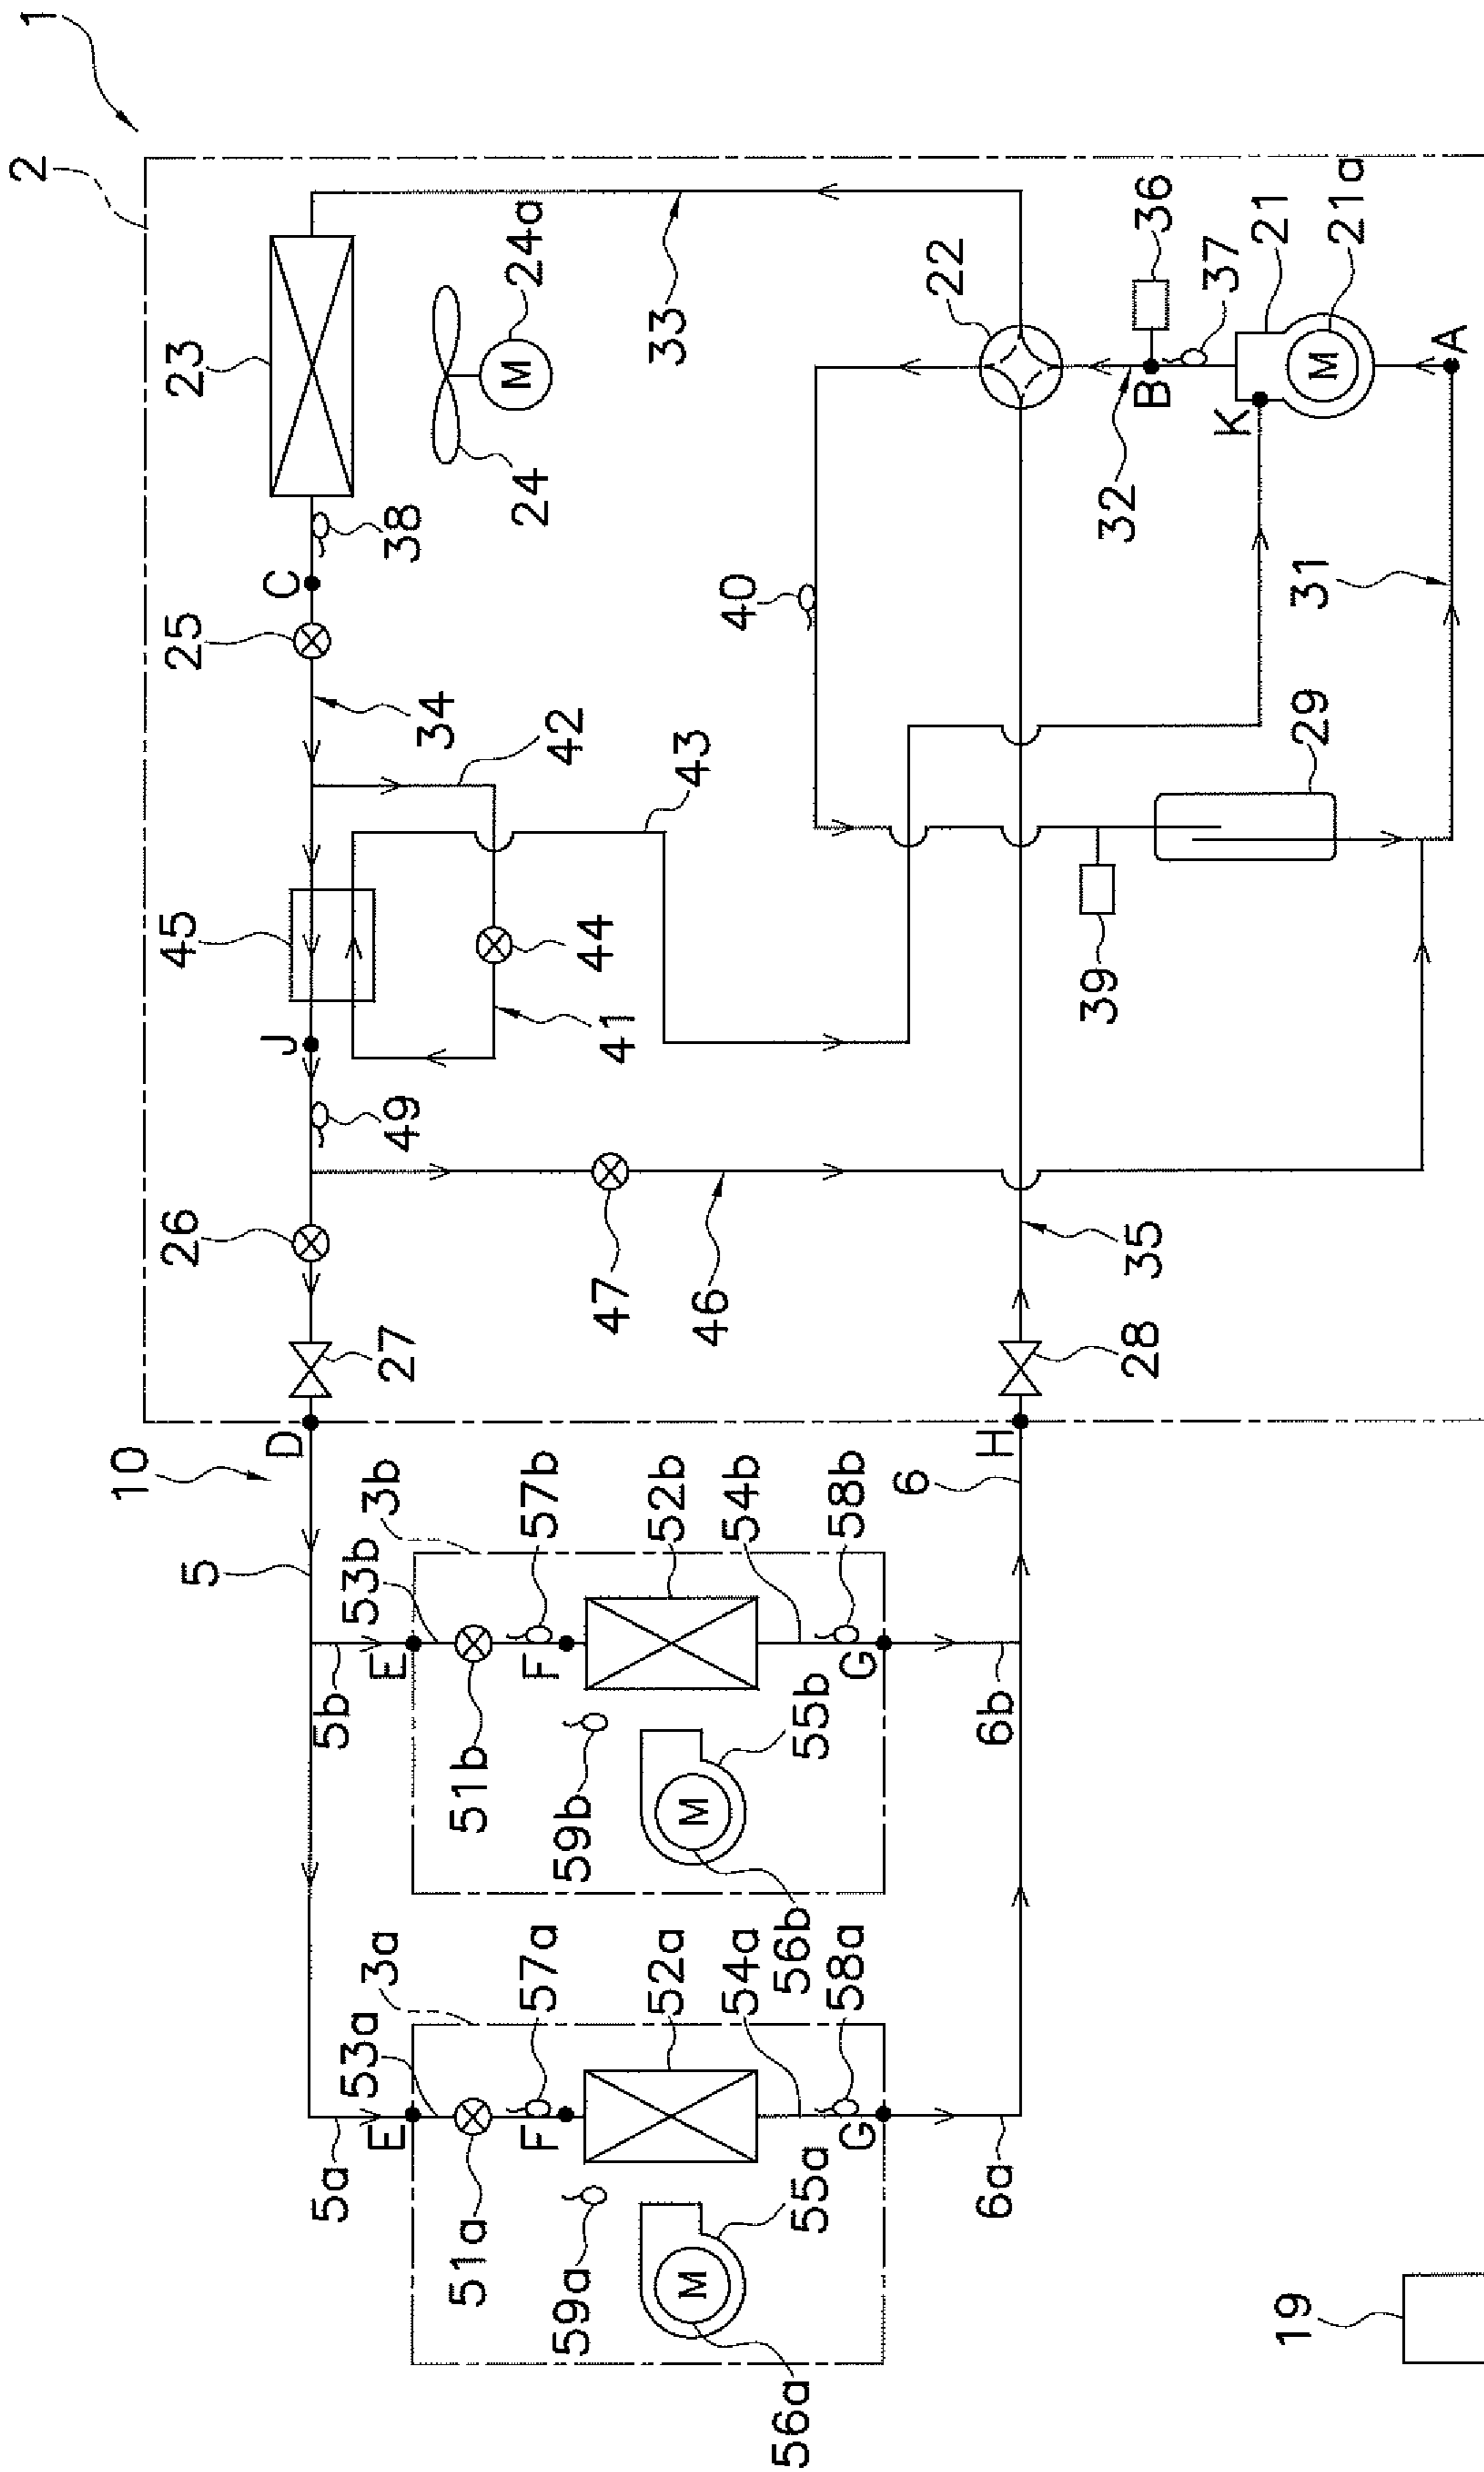 1
2
23
24a
24
38
C
25
33
34
42
43
45
44
41
J
49
26
47
46
27
D
22
36
37
B
K
21
21a
M
M
A
32
31
40
39
29
35
28
H
10
5
5b
5a
3b
53b
E
57b
F
51b
52b
54b
58b
G
59b
55b
M
56b
6
6b
3a
53a
E
57a
F
51a
52a
54a
58a
G
59a
55a
M
56a
6a
19